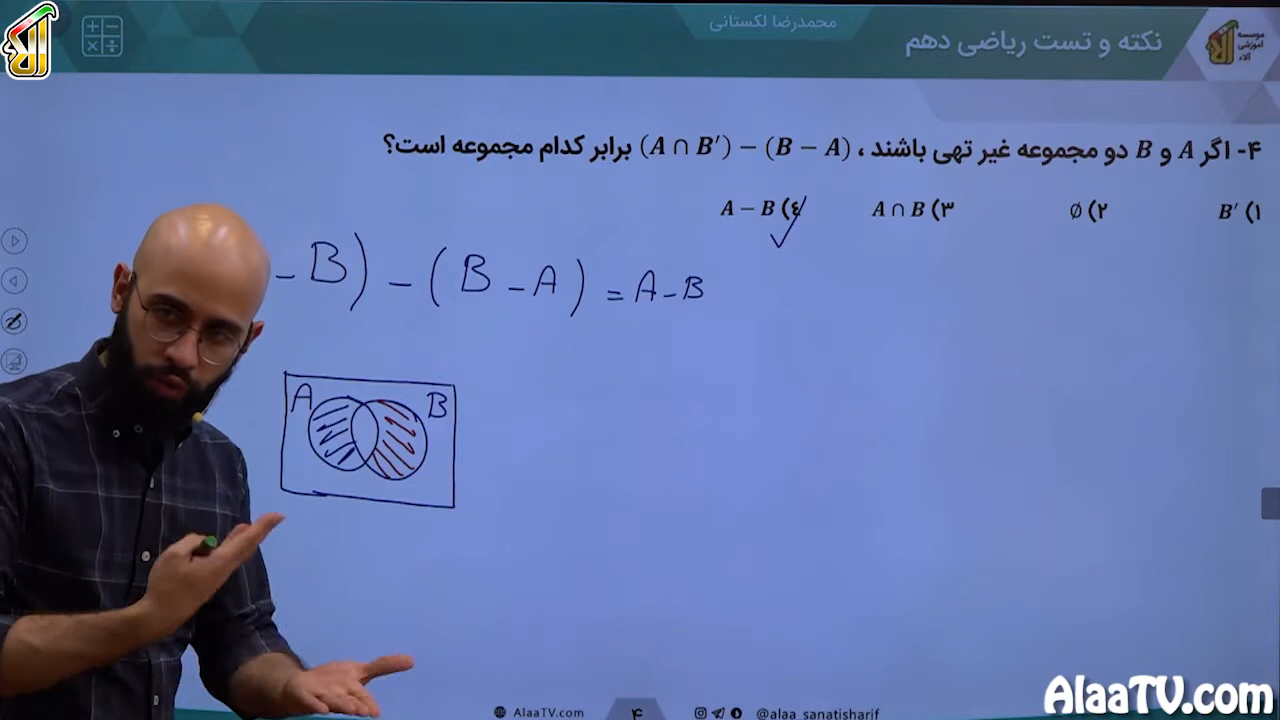 محمدرضا لکستانی
نکته و تست ریاضی دهم
موسسه آموزشی آلاء
۴- اگر A و B دو مجموعه غیر تهی باشند ، (A ∩ B′) − (B − A) برابر کدام مجموعه است؟
۱) B′ ۲) ∅ ۳) A ∩ B ٤) A − B
− B) − (B − A) = A − B
A B
AlaaTV.com ۴ @alaa_sanatisharif
AlaaTV.com